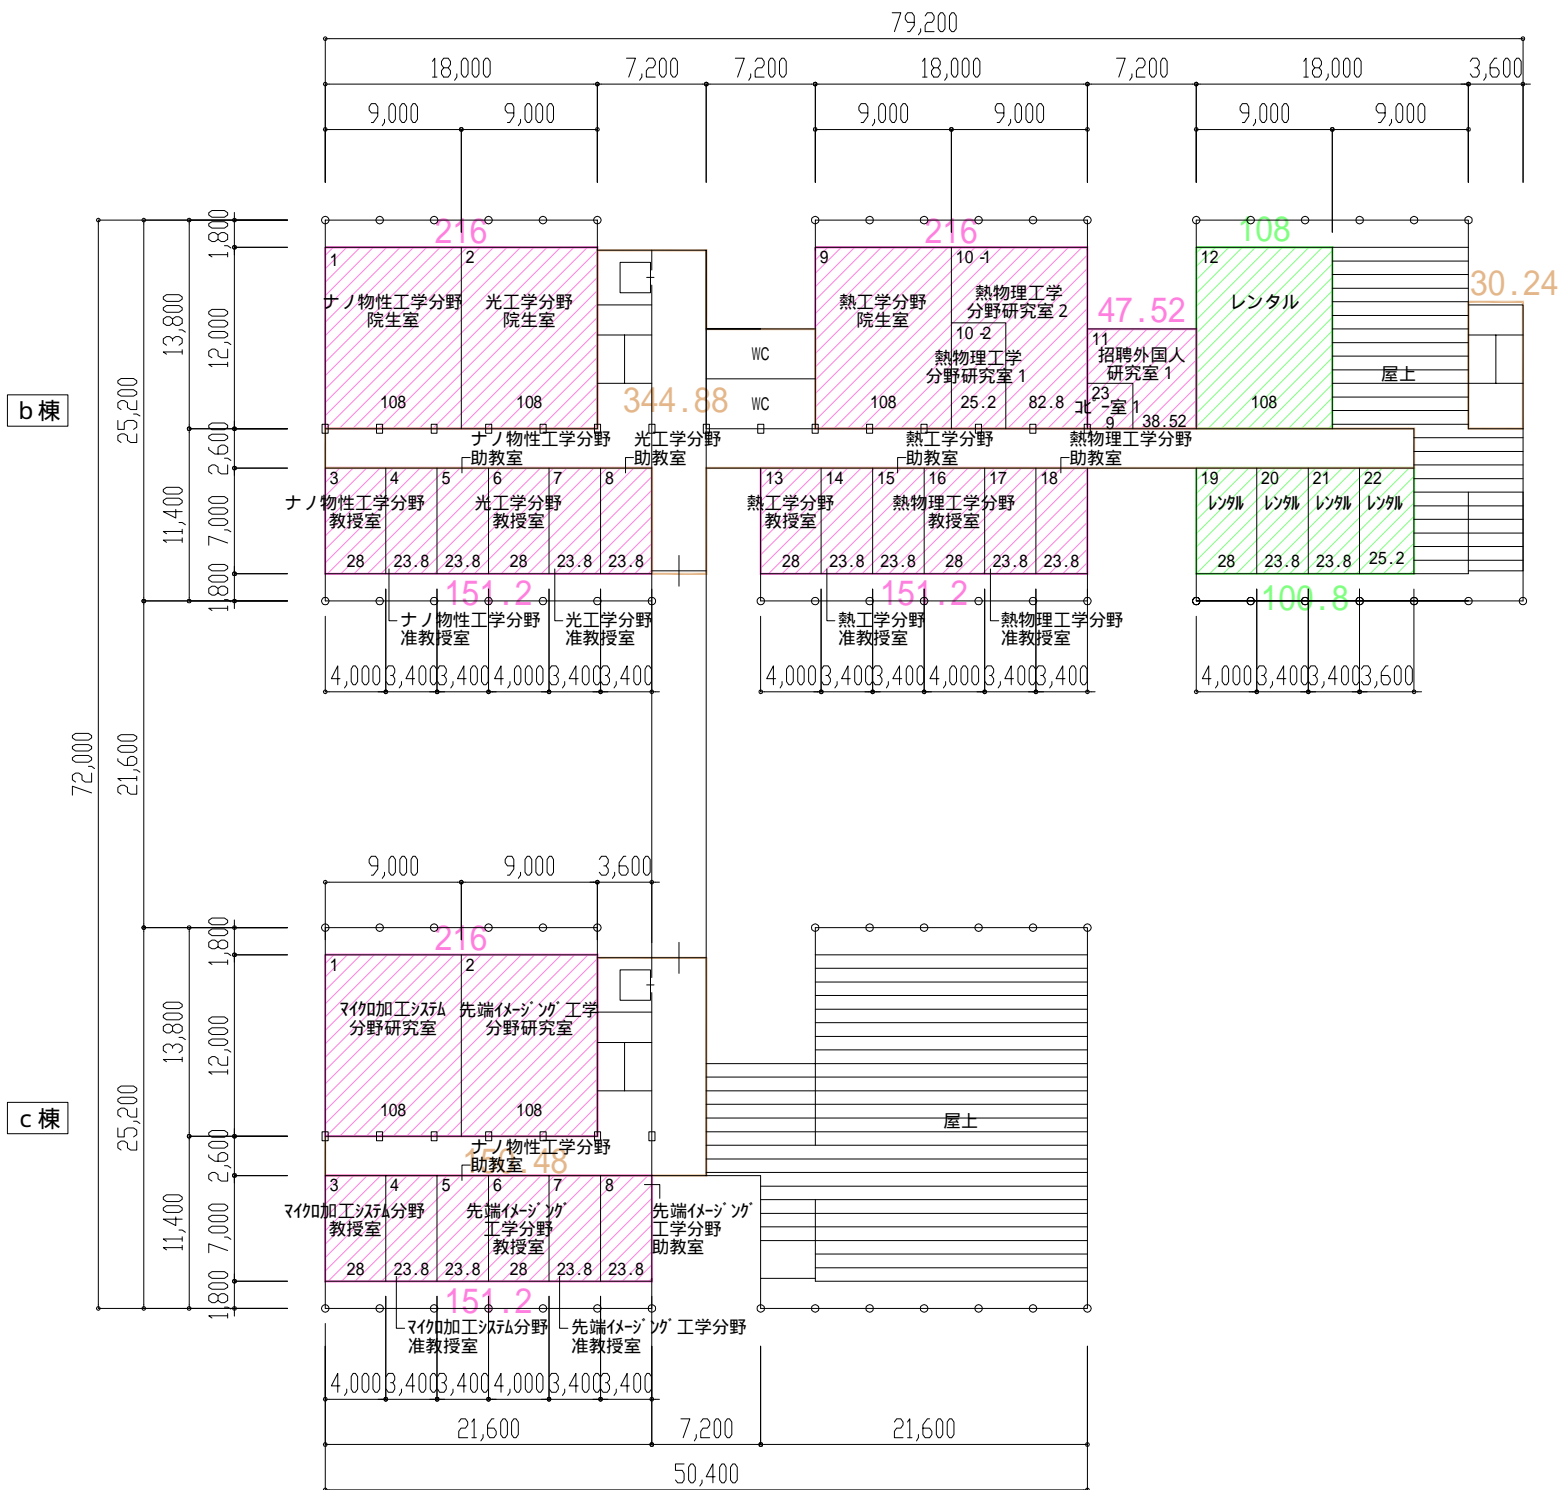 79,200
18,000 7,200 7,200 18,000 7,200 18,000 3,600
9,000 9,000 9,000 9,000 9,000 9,000
b棟
72,000
25,200
21,600
25,200
13,800
11,400
1,800
12,000
2,600
7,000
1,800
216
1
ナノ物性工学分野
院生室
108
2
光工学分野
院生室
108
344.88
WC
WC
216
9
熱工学分野
院生室
108
10-1
熱物理工学
分野研究室2
82.8
10-2
熱物理工学
分野研究室1
25.2
47.52
11
招聘外国人
研究室1
38.52
23
コピー室1
9
108
12
レンタル
108
屋上
30.24
ナノ物性工学分野
助教室
光工学分野
助教室
熱工学分野
助教室
熱物理工学分野
助教室
3 4 5 6 7 8
ナノ物性工学分野
教授室
光工学分野
教授室
28 23.8 23.8 28 23.8 23.8
151.2
ナノ物性工学分野
准教授室
光工学分野
准教授室
4,000 3,400 3,400 4,000 3,400 3,400
13 14 15 16 17 18
熱工学分野
教授室
熱物理工学分野
教授室
28 23.8 23.8 28 23.8 23.8
151.2
熱工学分野
准教授室
熱物理工学分野
准教授室
4,000 3,400 3,400 4,000 3,400 3,400
19 20 21 22
レンタル レンタル レンタル レンタル
28 23.8 23.8 25.2
100.8
4,000 3,400 3,400 3,600
c棟
9,000 9,000 3,600
13,800
11,400
1,800
12,000
2,600
7,000
1,800
216
1
マイクロ加工システム
分野研究室
108
2
先端イメージング工学
分野研究室
108
屋上
ナノ物性工学分野
助教室
150.48
3 4 5 6 7 8
マイクロ加工システム分野
教授室
先端イメージング
工学分野
教授室
先端イメージング
工学分野
助教室
28 23.8 23.8 28 23.8 23.8
151.2
マイクロ加工システム分野
准教授室
先端イメージング工学分野
准教授室
4,000 3,400 3,400 4,000 3,400 3,400
21,600 7,200 21,600
50,400